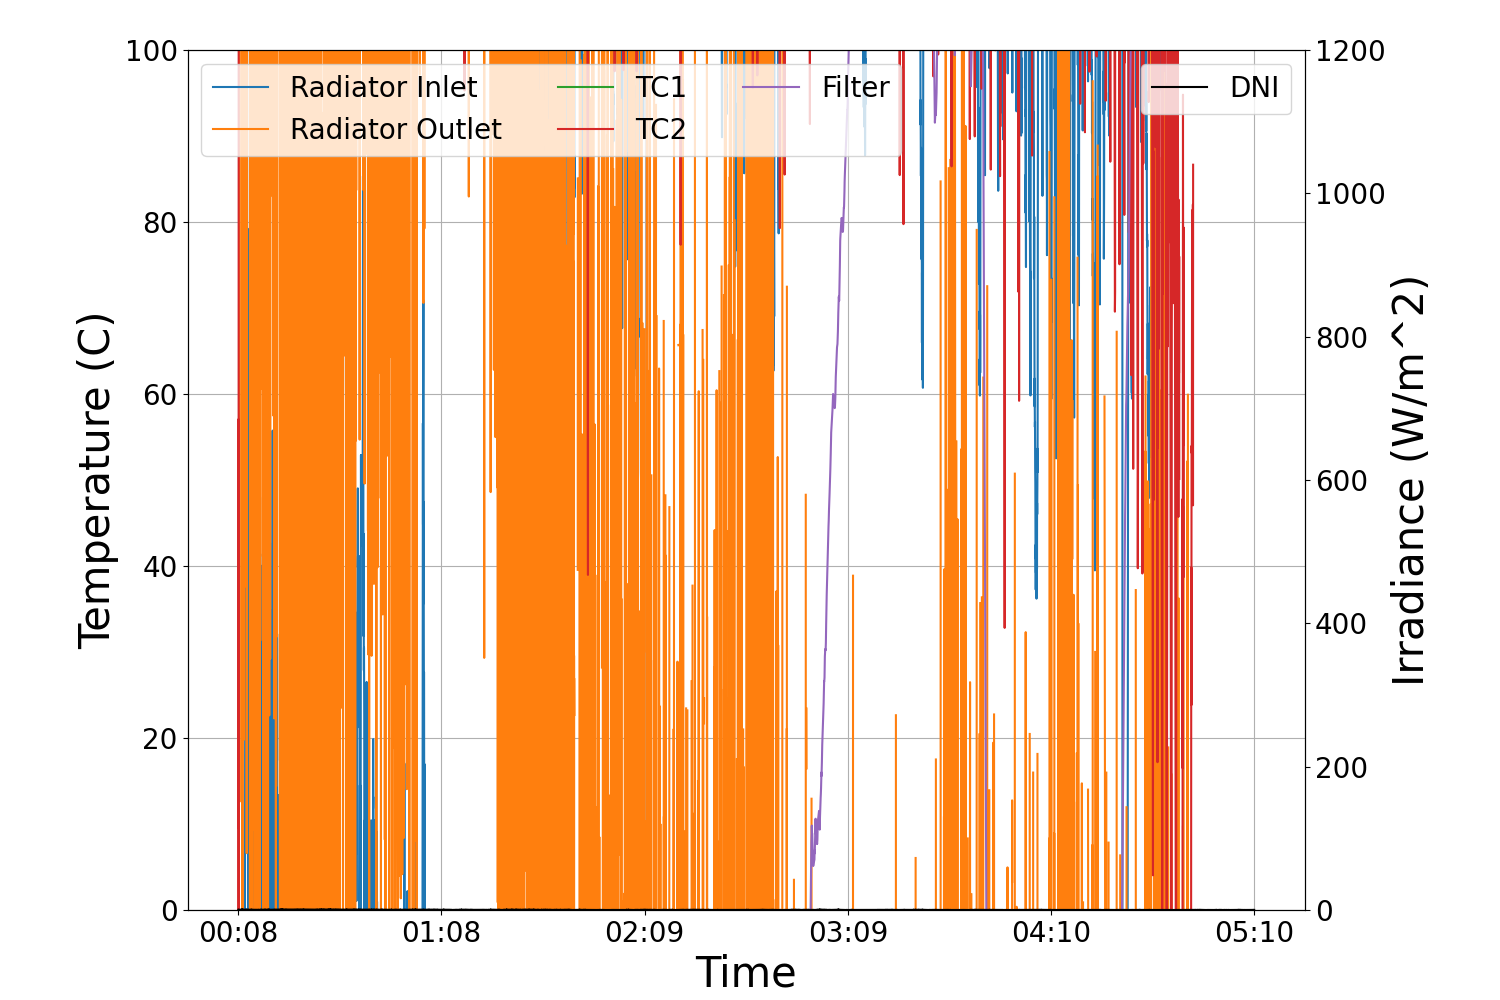 Radiator Inlet
Radiator Outlet
TC1
TC2
Filter
DNI
Temperature (C)
100
80
60
40
20
0
Irradiance (W/m^2)
1200
1000
800
600
400
200
0
00:08 01:08 02:09 03:09 04:10 05:10
Time